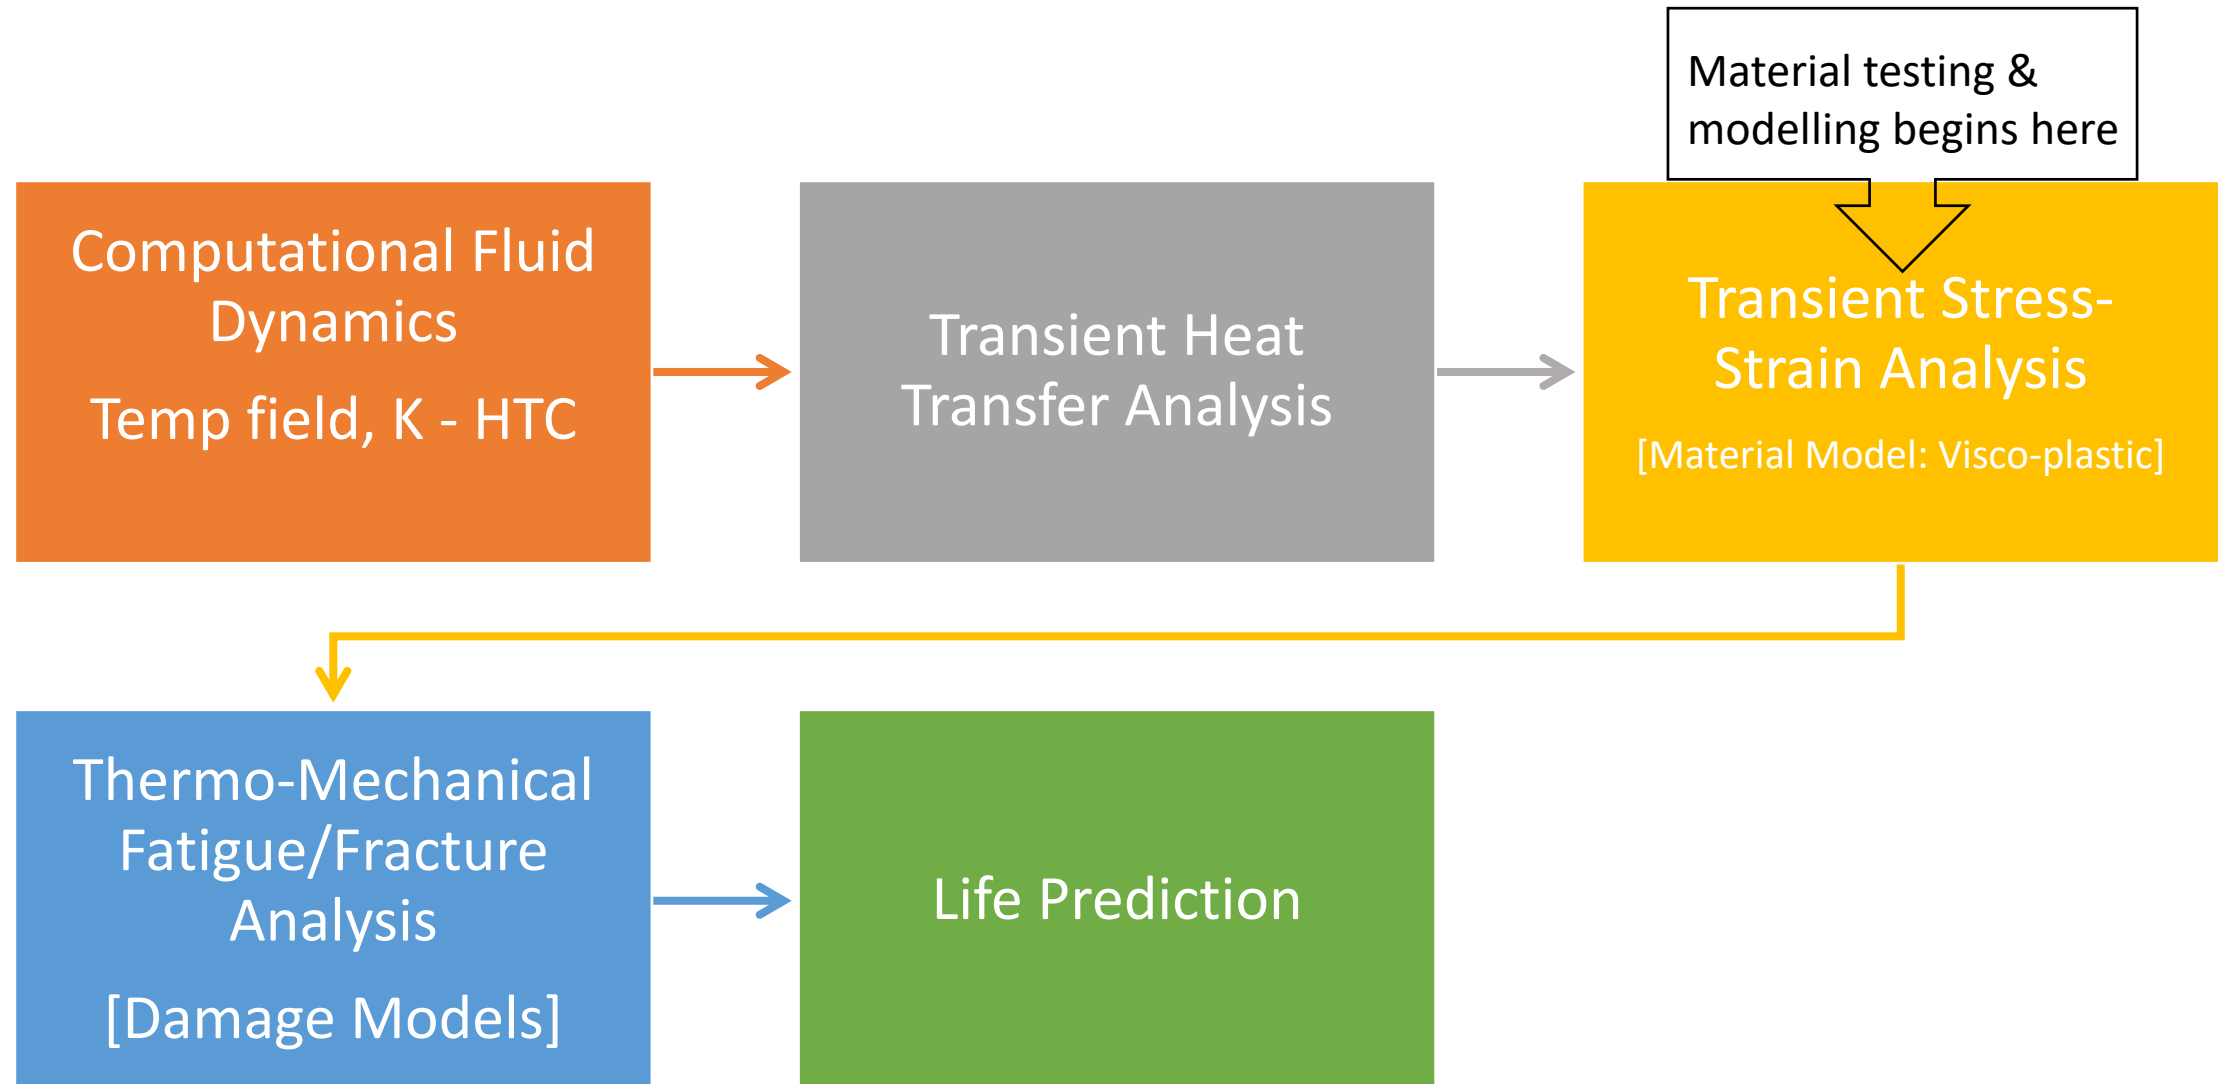 Material testing &
modelling begins here
Computational Fluid
Dynamics
Temp field, K - HTC
Transient Heat
Transfer Analysis
Transient Stress-
Strain Analysis
[Material Model: Visco-plastic]
Thermo-Mechanical
Fatigue/Fracture
Analysis
[Damage Models]
Life Prediction